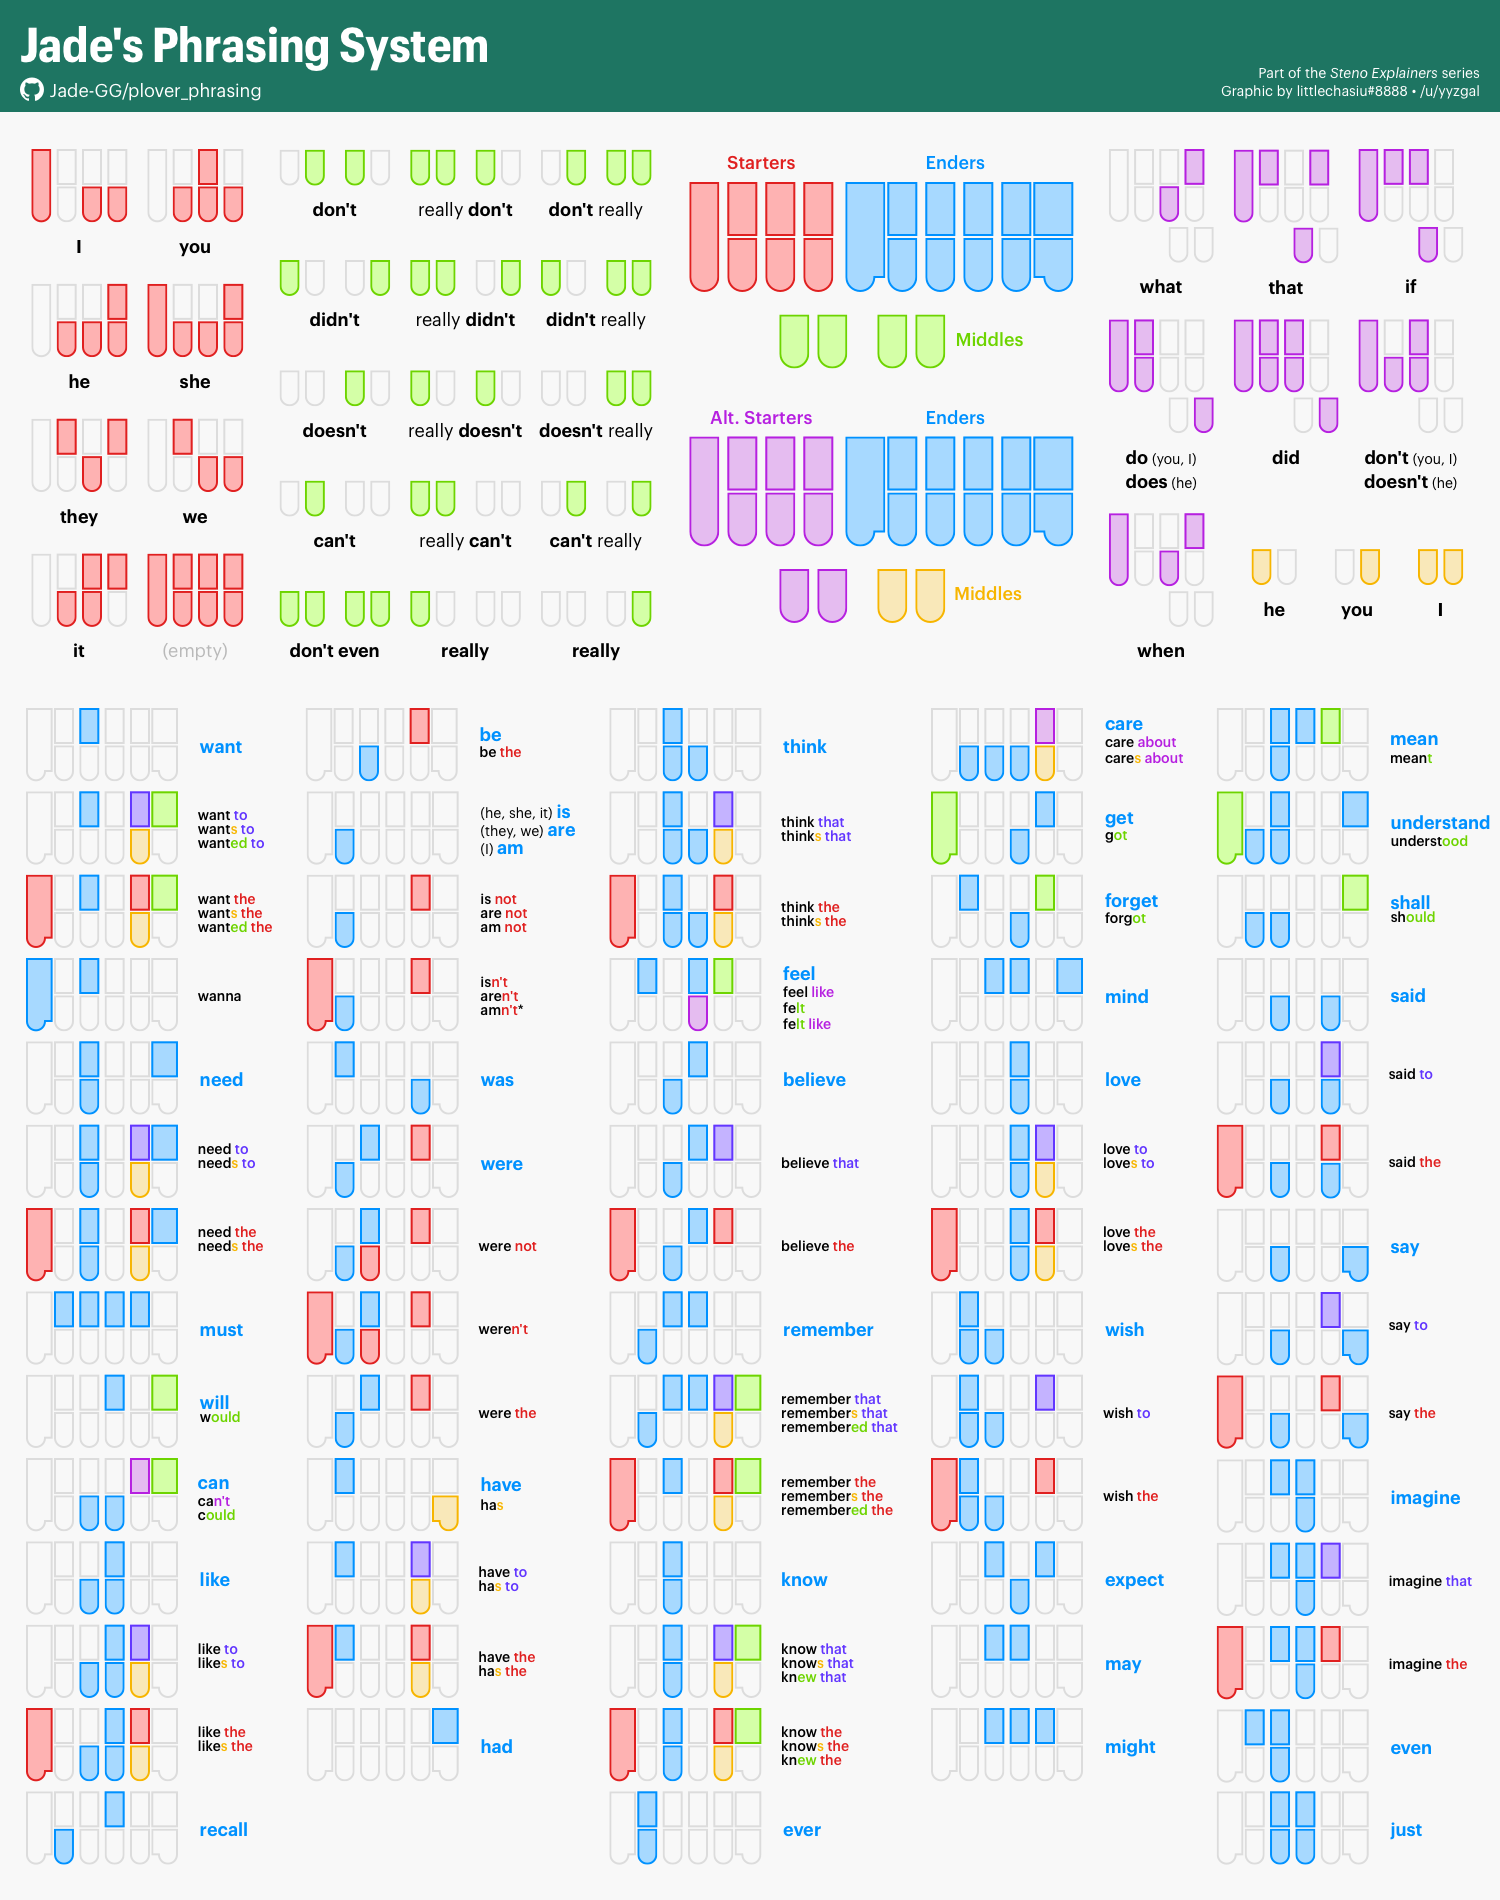 Jade's Phrasing System
Jade-GG/plover_phrasing
Part of the Steno Explainers series
Graphic by littlechasiu#8888 • /u/yyzgal
I
you
he
she
they
we
it
(empty)
don't
really don't
don't really
didn't
really didn't
didn't really
doesn't
really doesn't
doesn't really
can't
really can't
can't really
don't even
really
really
Starters
Enders
Middles
Alt. Starters
Enders
Middles
what
that
if
do (you, I)
does (he)
did
don't (you, I)
doesn't (he)
when
he
you
I
want
want to
wants to
wanted to
want the
wants the
wanted the
wanna
need
need to
needs to
need the
needs the
must
will
would
can
can't
could
like
like to
likes to
like the
likes the
recall
be
be the
(he, she, it) is
(they, we) are
(I) am
is not
are not
am not
isn't
aren't
amn't*
was
were
were not
weren't
were the
have
has
have to
has to
have the
has the
had
think
think that
thinks that
think the
thinks the
feel
feel like
felt
felt like
believe
believe that
believe the
remember
remember that
remembers that
remembered that
remember the
remembers the
remembered the
know
know that
knows that
knew that
know the
knows the
knew the
ever
care
care about
cares about
get
got
forget
forgot
mind
love
love to
loves to
love the
loves the
wish
wish to
wish the
expect
may
might
mean
meant
understand
understood
shall
should
said
said to
said the
say
say to
say the
imagine
imagine that
imagine the
even
just